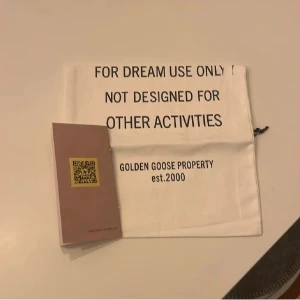 FOR DREAM USE ONLY
NOT DESIGNED FOR
OTHER ACTIVITIES
GOLDEN GOOSE PROPERTY
est.2000